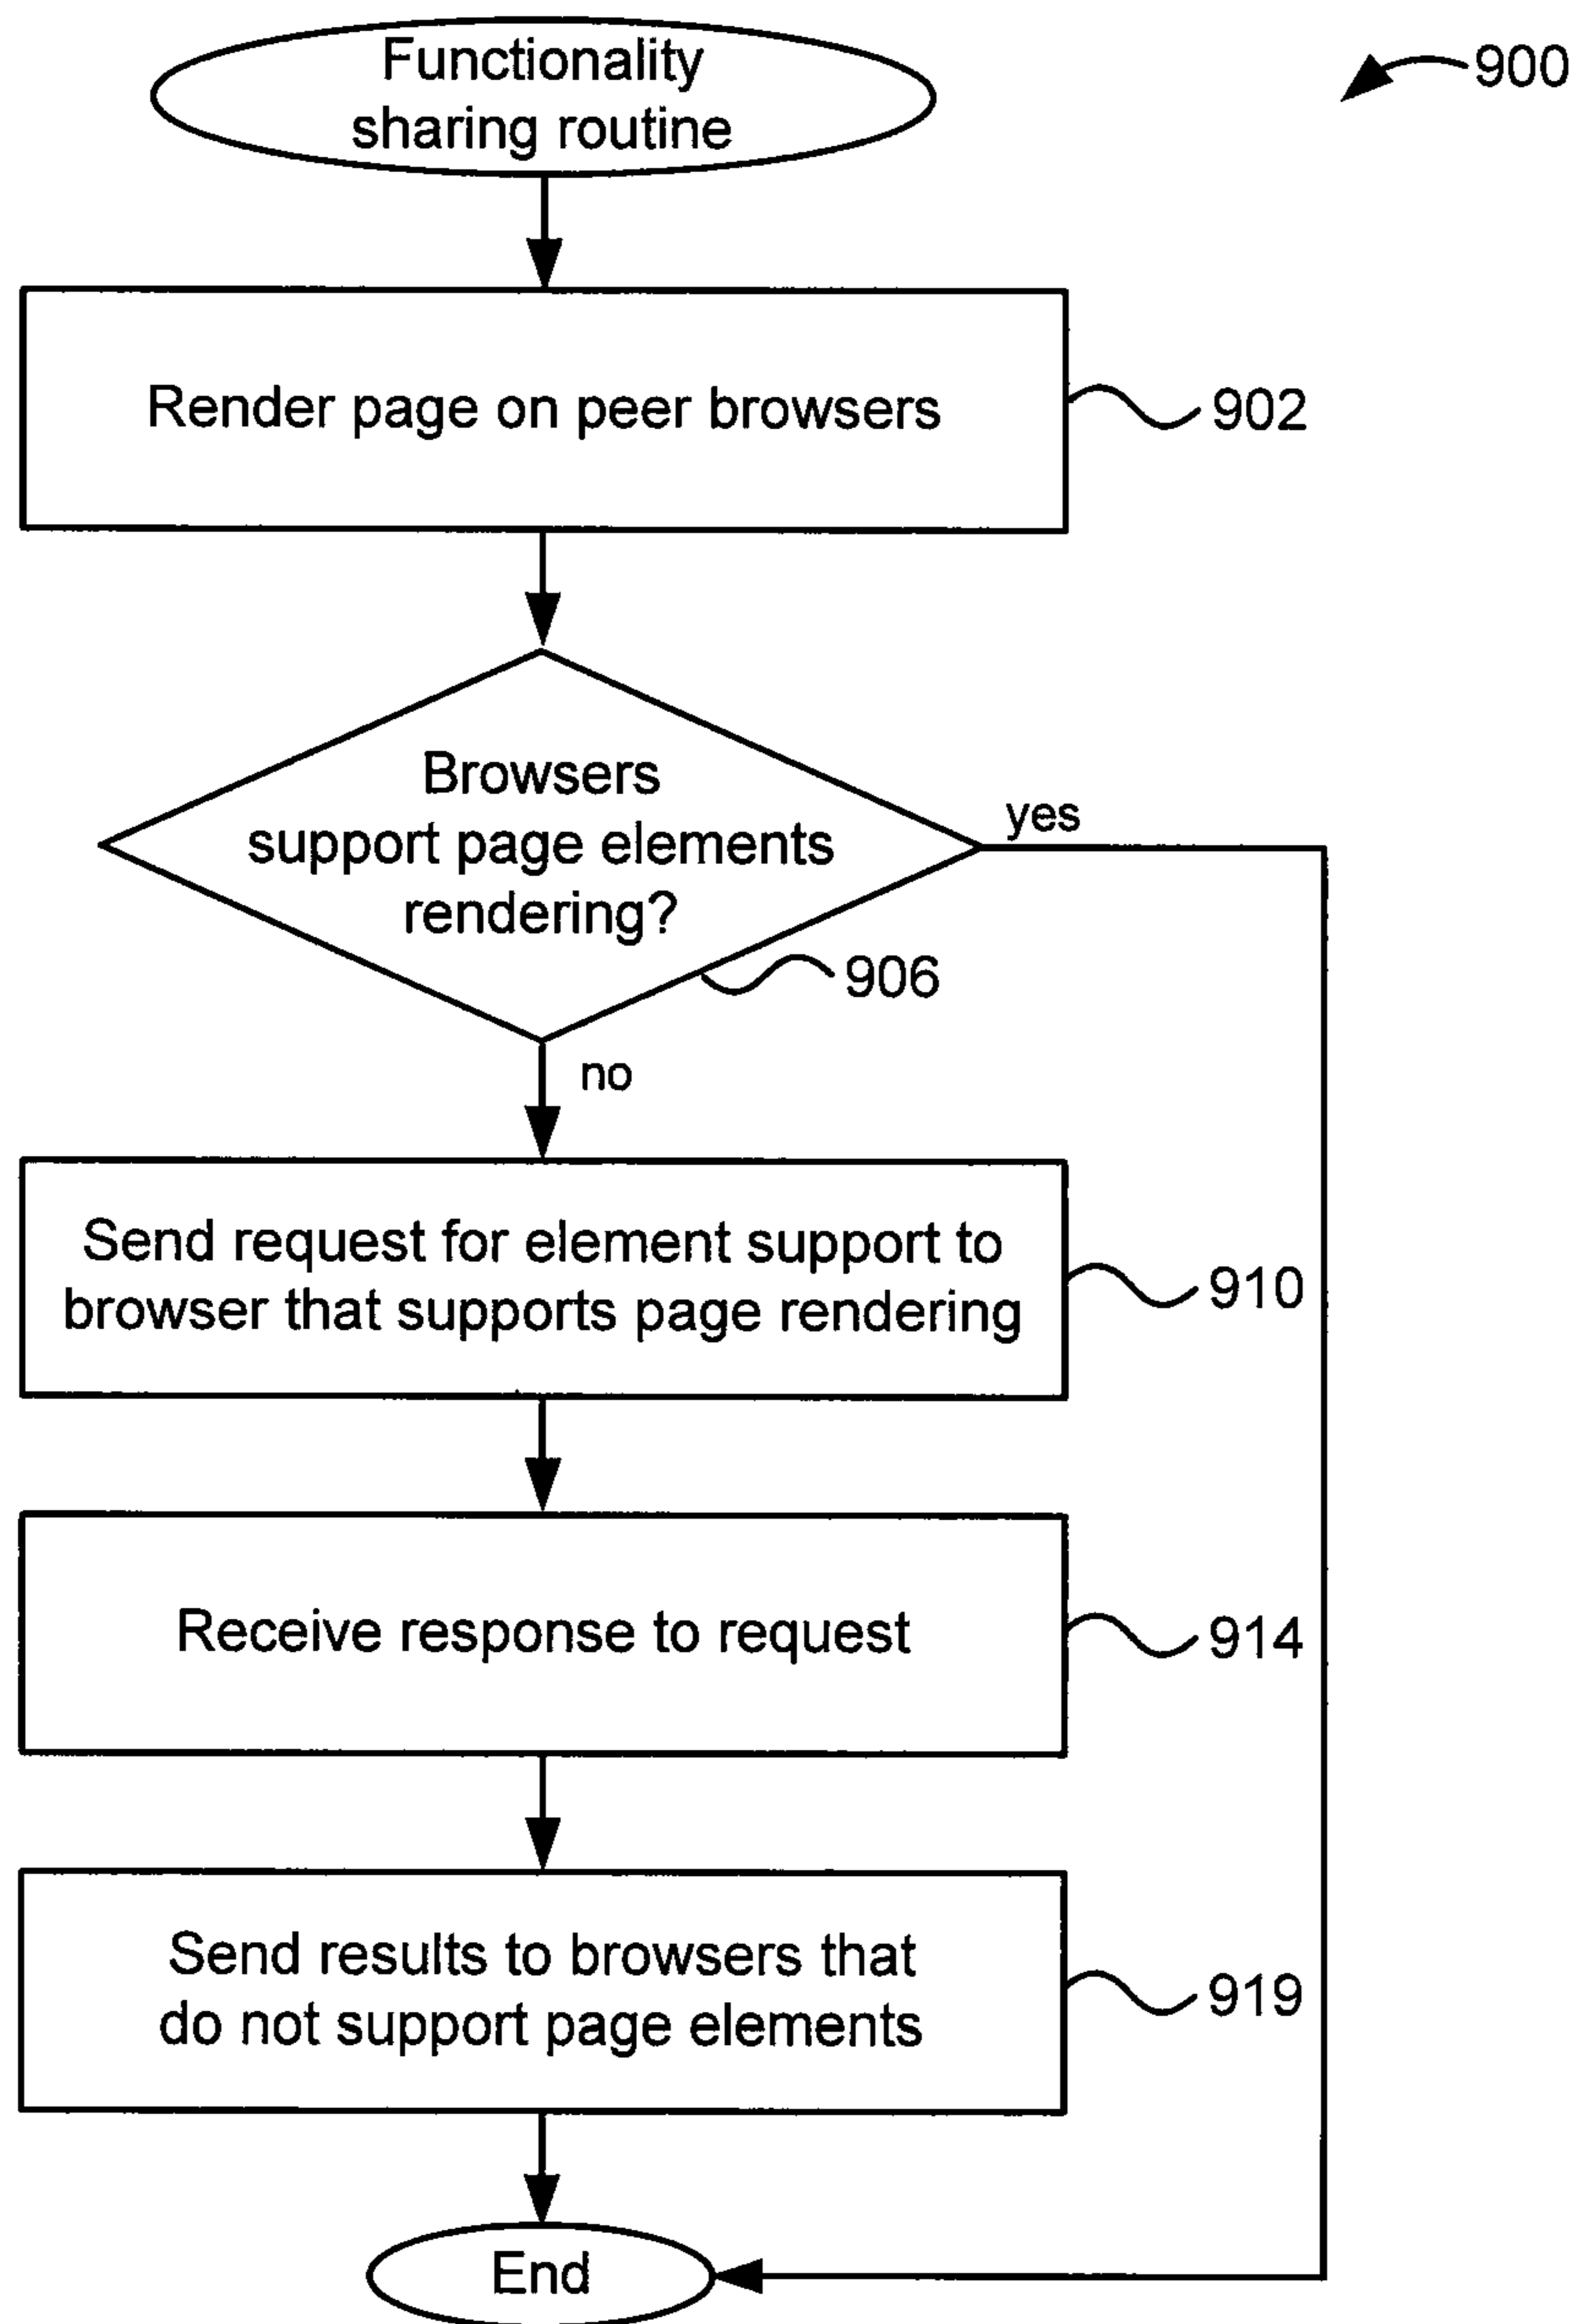 Functionality
sharing routine
900
Render page on peer browsers
902
Browsers
support page elements
rendering?
yes
906
no
Send request for element support to
browser that supports page rendering
910
Receive response to request
914
Send results to browsers that
do not support page elements
919
End